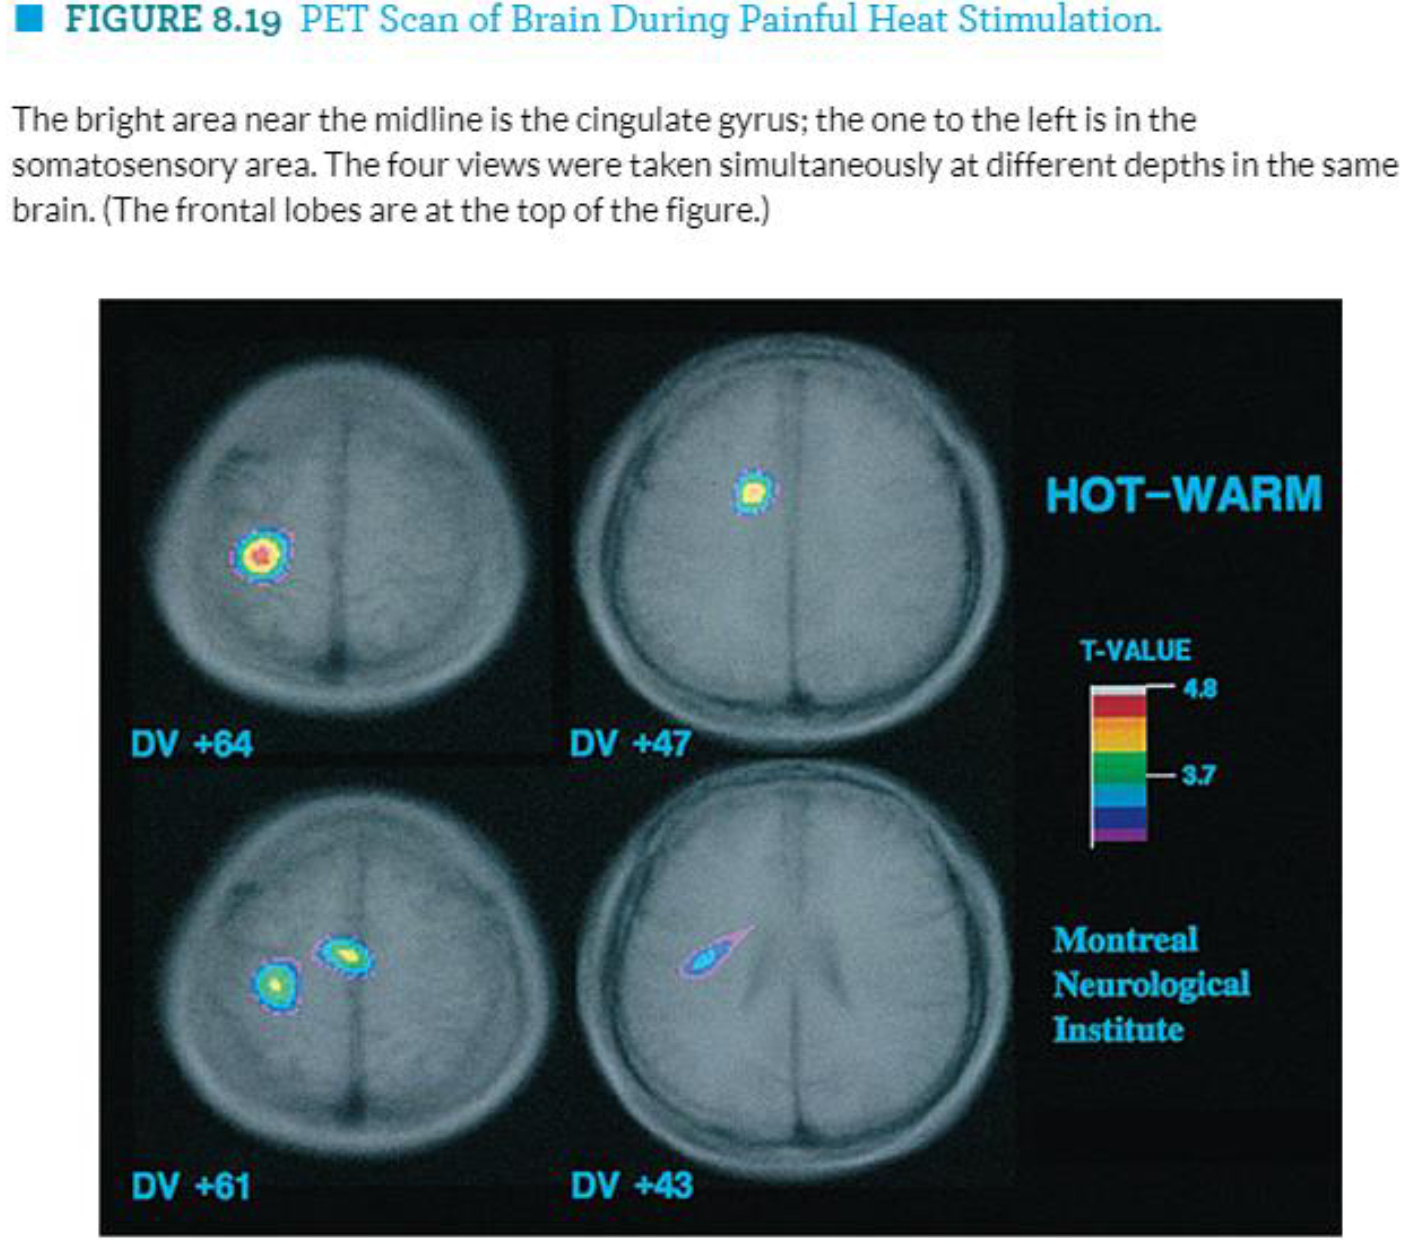 FIGURE 8.19 PET Scan of Brain During Painful Heat Stimulation.
The bright area near the midline is the cingulate gyrus; the one to the left is in the
somatosensory area. The four views were taken simultaneously at different depths in the same
brain. (The frontal lobes are at the top of the figure.)
HOT–WARM
T-VALUE
4.8
3.7
DV +64
DV +47
Montreal
Neurological
Institute
DV +61
DV +43